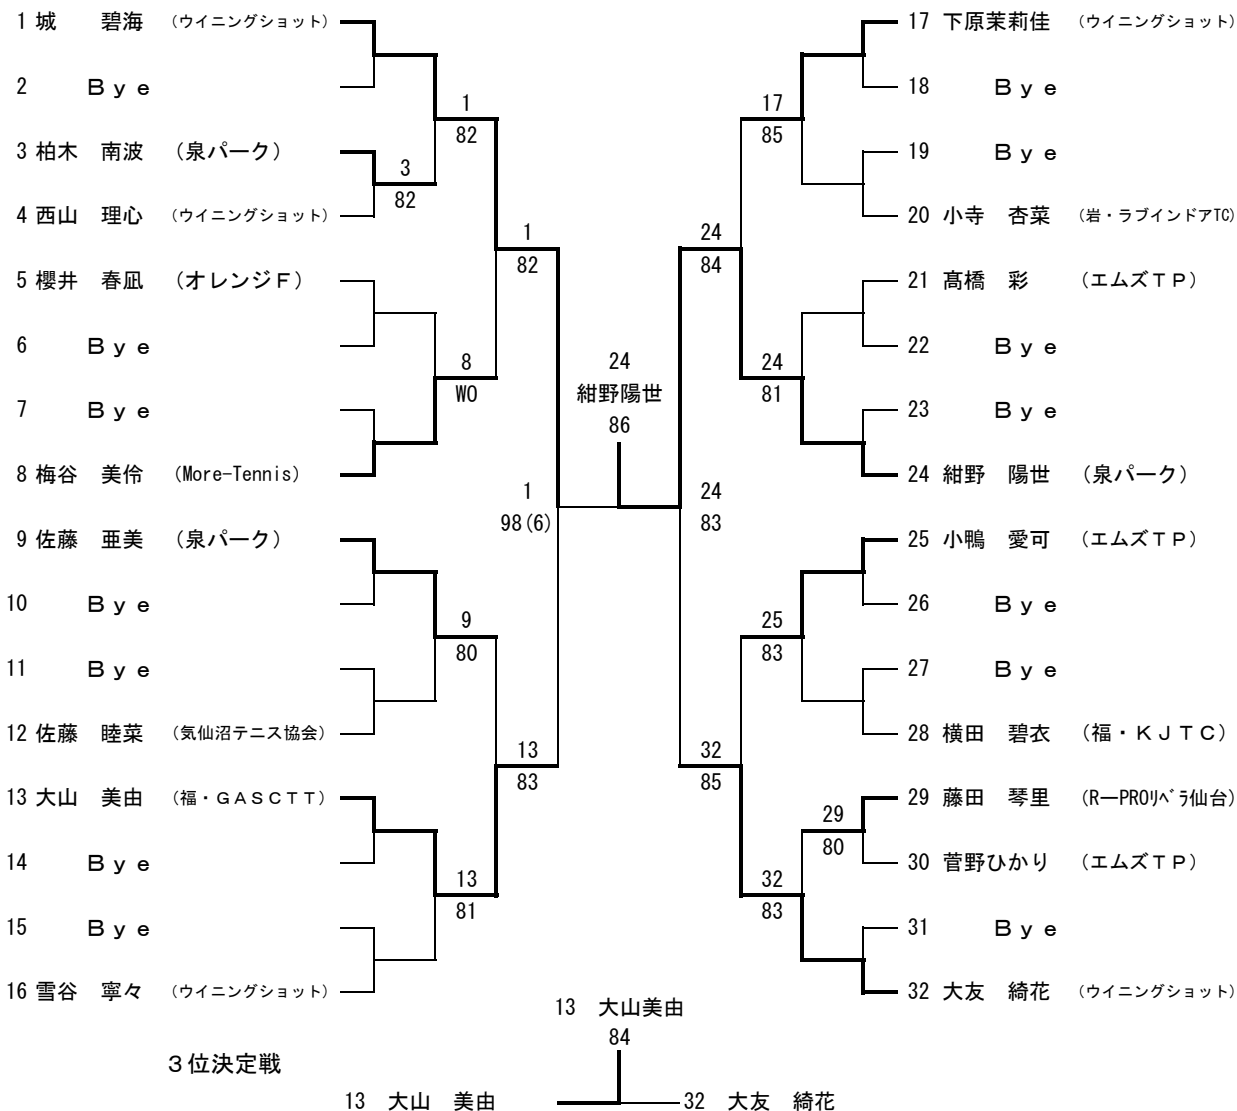 1 城　碧海 （ウイニングショット）
2 Ｂｙｅ
3 柏木　南波 （泉パーク）
4 西山　理心 （ウイニングショット）
5 櫻井　春凪 （オレンジＦ）
6 Ｂｙｅ
7 Ｂｙｅ
8 梅谷　美伶 (More-Tennis)
9 佐藤　亜美 （泉パーク）
10 Ｂｙｅ
11 Ｂｙｅ
12 佐藤　睦菜 （気仙沼テニス協会）
13 大山　美由 （福・ＧＡＳＣＴＴ）
14 Ｂｙｅ
15 Ｂｙｅ
16 雪谷　寧々 （ウイニングショット）
3
82
1
82
8
WO
9
80
13
81
1
82
13
83
1
98(6)
24
紺野陽世
86
24
83
24
84
32
85
17
85
24
81
25
83
32
83
29
80
17 下原茉莉佳 （ウイニングショット）
18 Ｂｙｅ
19 Ｂｙｅ
20 小寺　杏菜 （岩・ラブインドアTC）
21 髙橋　彩 （エムズＴＰ）
22 Ｂｙｅ
23 Ｂｙｅ
24 紺野　陽世 （泉パーク）
25 小鴨　愛可 （エムズＴＰ）
26 Ｂｙｅ
27 Ｂｙｅ
28 横田　碧衣 （福・ＫＪＴＣ）
29 藤田　琴里 （R―PROﾘﾍﾞﾗ仙台）
30 菅野ひかり （エムズＴＰ）
31 Ｂｙｅ
32 大友　綺花 （ウイニングショット）
13　大山美由
84
３位決定戦
13　大山　美由 32　大友　綺花